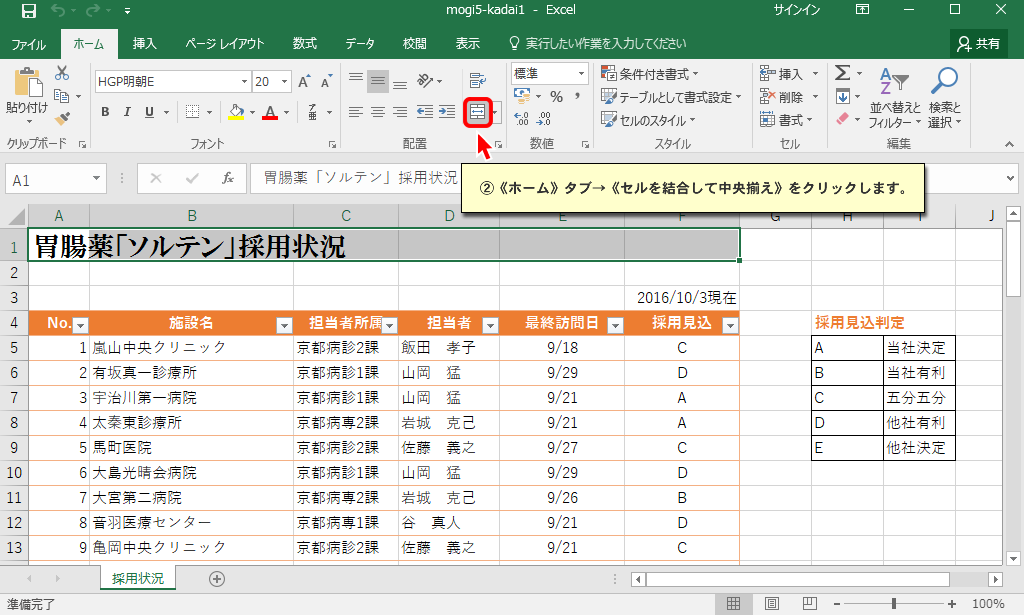 mogi5-kadai1 - Excel サインイン
ファイル ホーム 挿入 ページ レイアウト 数式 データ 校閲 表示 実行したい作業を入力してください 共有
貼り付け HGP明朝E 20 A A 標準 条件付き書式 挿入 Σ A Z 並べ替えと フィルター 検索と 選択
B I U A % , テーブルとして書式設定 削除
.0 .00 .00 .0 セルのスタイル 書式
クリップボード フォント 配置 数値 スタイル セル 編集
A1 fx 胃腸薬「ソルテン」採用状況
②《ホーム》タブ→《セルを結合して中央揃え》をクリックします。
A B C D E F G H I J
1 胃腸薬「ソルテン」採用状況
2
3 2016/10/3現在
4 No. 施設名 担当者所属 担当者 最終訪問日 採用見込 採用見込判定
5 1 嵐山中央クリニック 京都病診2課 飯田 孝子 9/18 C A 当社決定
6 2 有坂真一診療所 京都病診1課 山岡 猛 9/29 D B 当社有利
7 3 宇治川第一病院 京都病診1課 山岡 猛 9/21 A C 五分五分
8 4 太秦東診療所 京都病専2課 岩城 克己 9/21 A D 他社有利
9 5 馬町医院 京都病診2課 佐藤 義之 9/27 C E 他社決定
10 6 大島光晴会病院 京都病診1課 山岡 猛 9/29 D
11 7 大宮第二病院 京都病専2課 岩城 克己 9/26 B
12 8 音羽医療センター 京都病専1課 谷 真人 9/21 D
13 9 亀岡中央クリニック 京都病診2課 佐藤 義之 9/21 C
採用状況
準備完了 100%